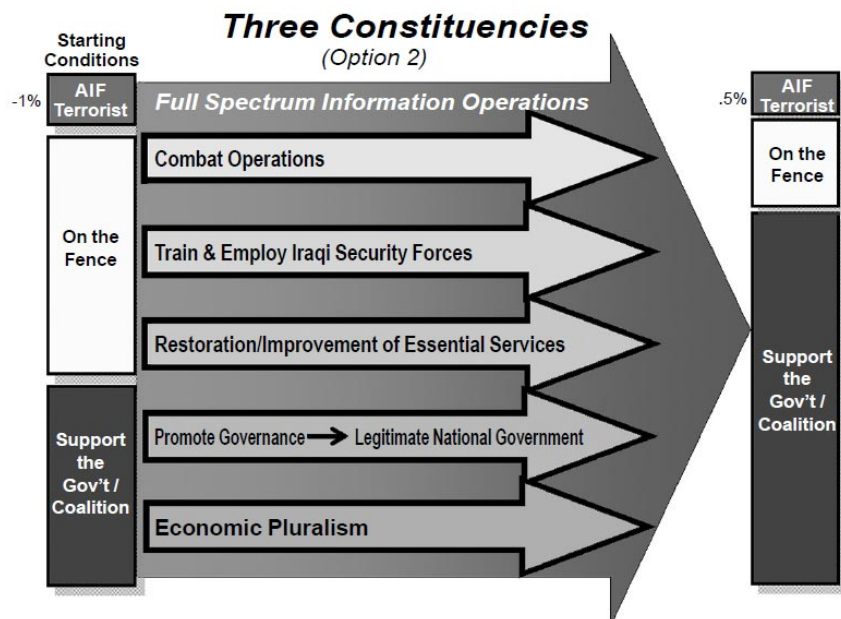 Three Constituencies
(Option 2)
Starting
Conditions
-1%
AIF
Terrorist
On the
Fence
Support
the
Gov't /
Coalition
Full Spectrum Information Operations
Combat Operations
Train & Employ Iraqi Security Forces
Restoration/Improvement of Essential Services
Promote Governance → Legitimate National Government
Economic Pluralism
.5%
AIF
Terrorist
On the
Fence
Support
the
Gov't /
Coalition